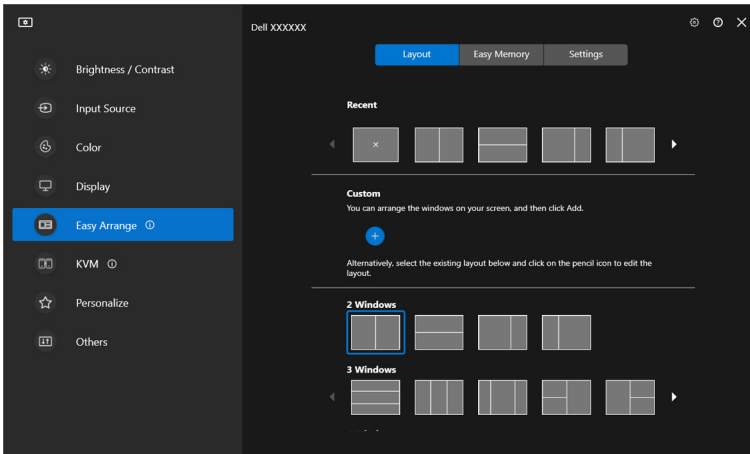 Dell XXXXXX
Brightness / Contrast
Input Source
Color
Display
Easy Arrange
KVM
Personalize
Others
Layout
Easy Memory
Settings
Recent
Custom
You can arrange the windows on your screen, and then click Add.
Alternatively, select the existing layout below and click on the pencil icon to edit the
layout.
2 Windows
3 Windows